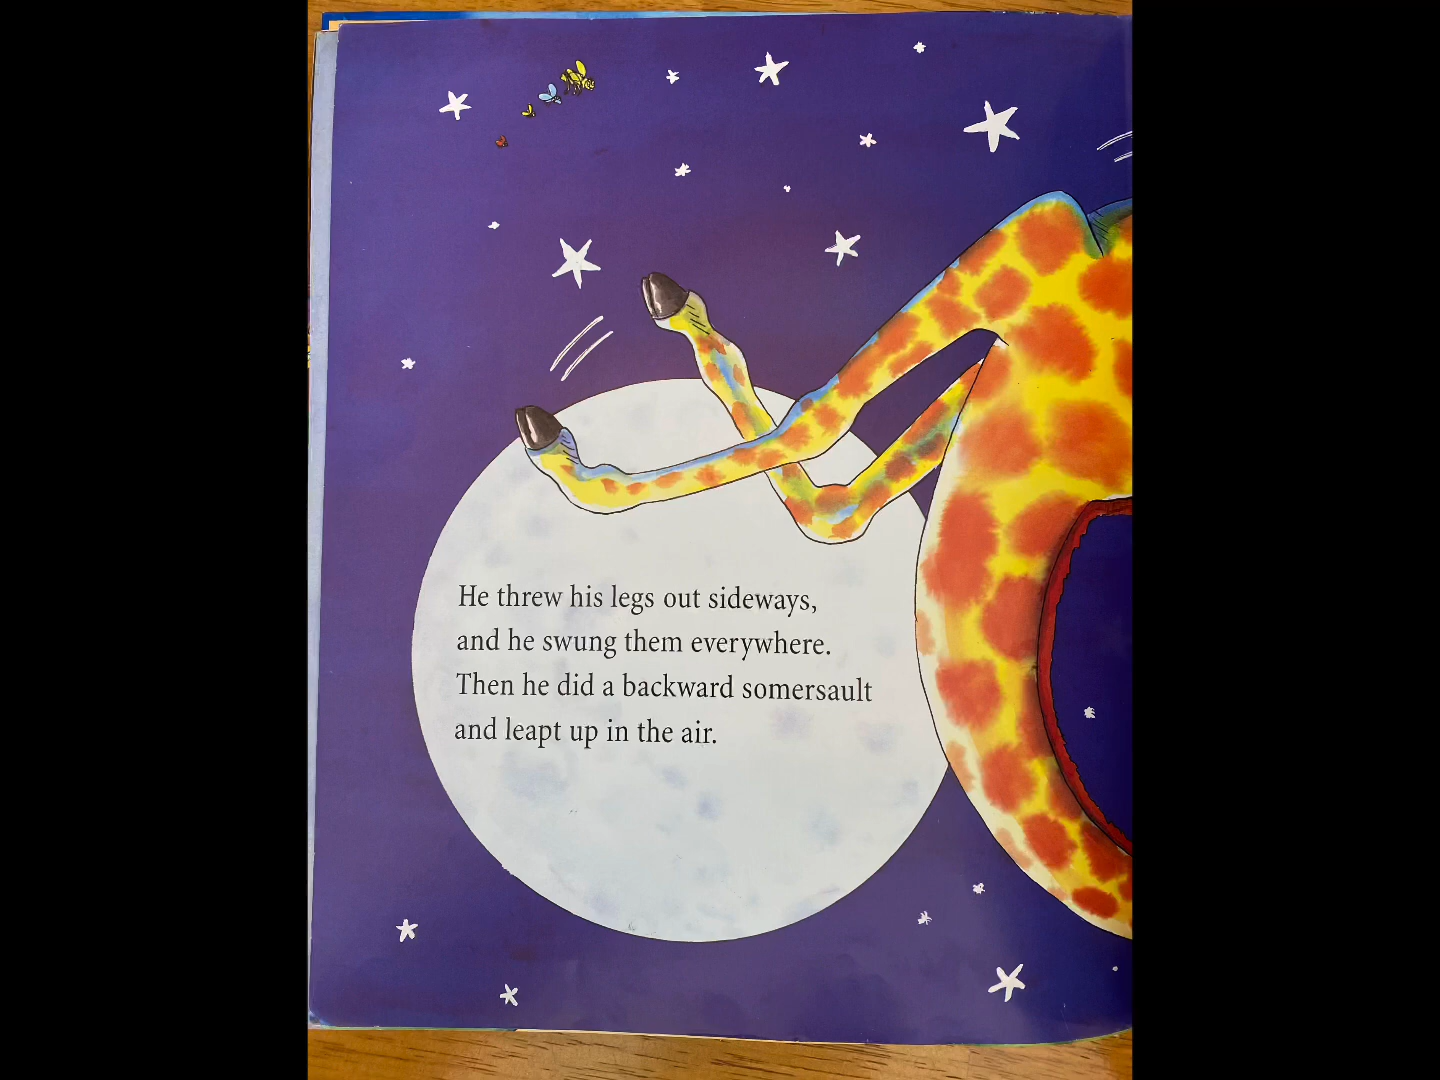 He threw his legs out sideways,
and he swung them everywhere.
Then he did a backward somersault
and leapt up in the air.